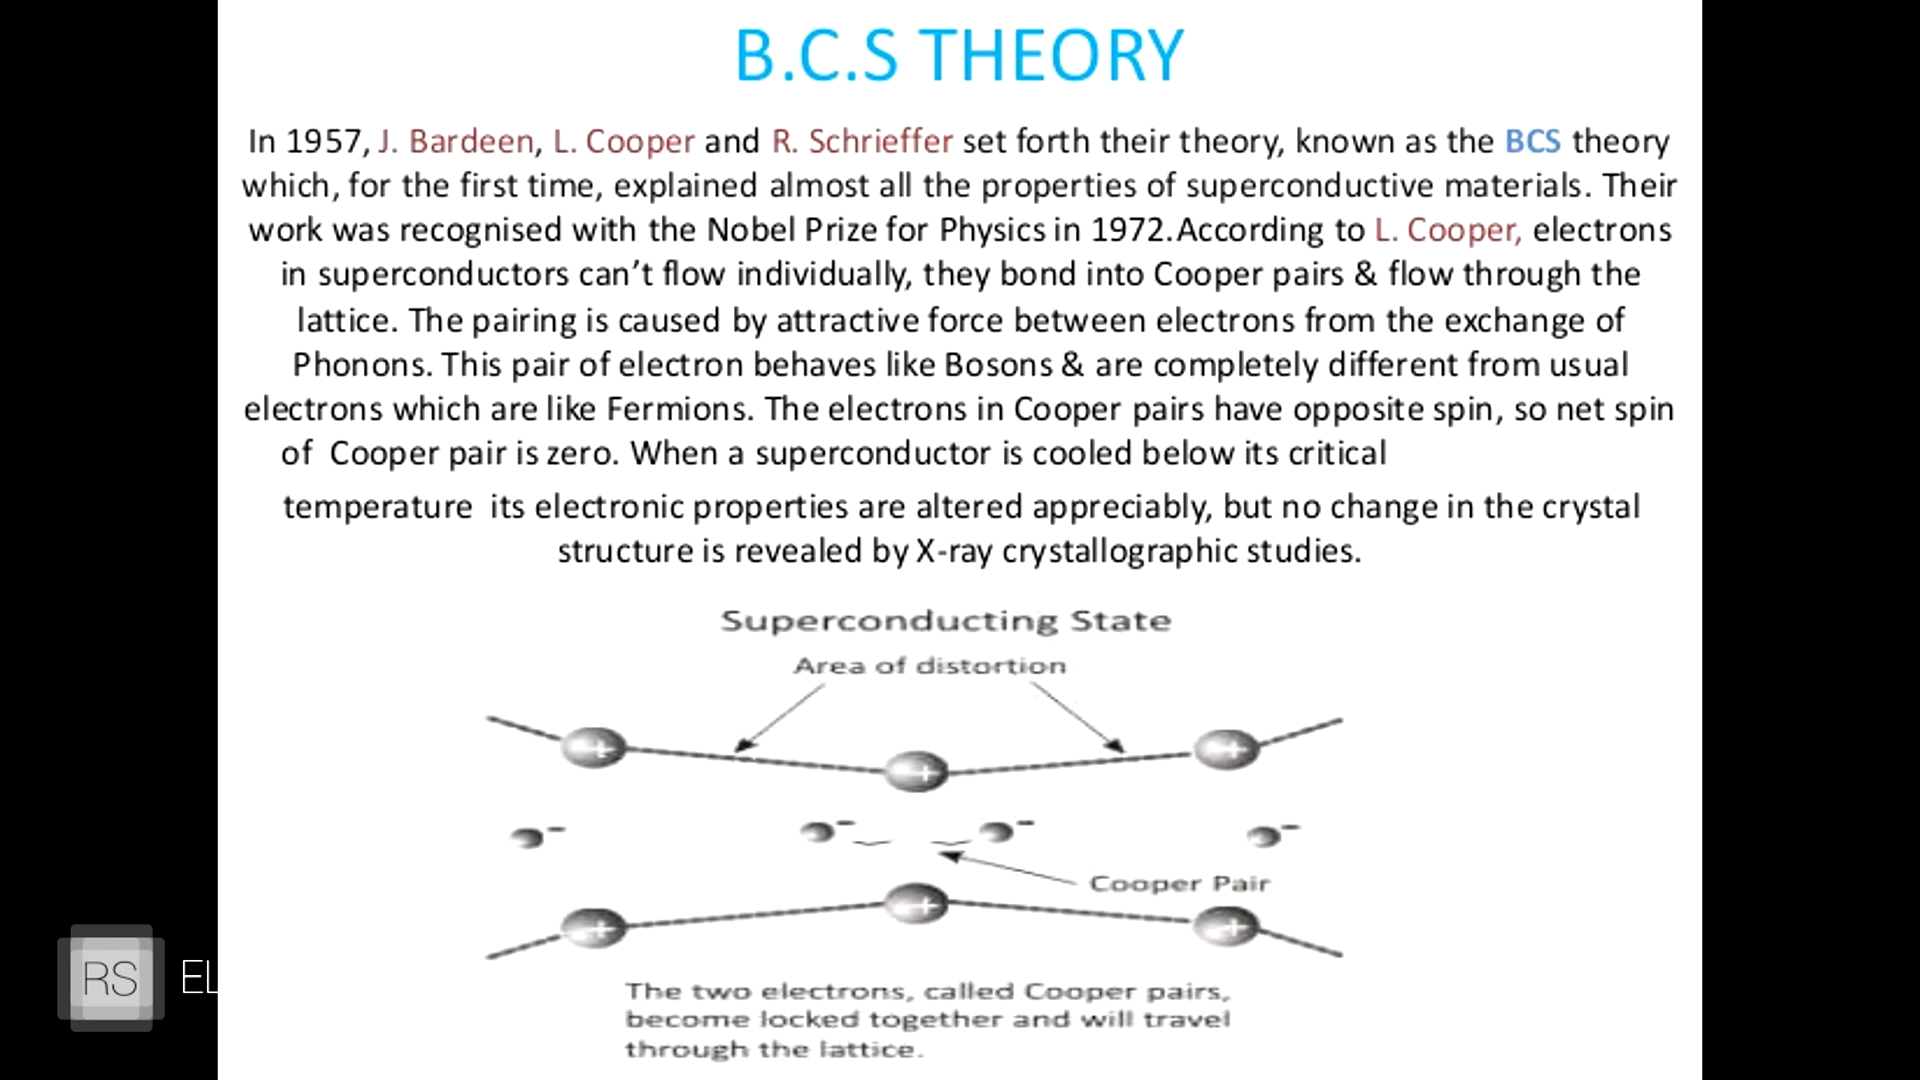 B.C.S THEORY
In 1957, J. Bardeen, L. Cooper and R. Schrieffer set forth their theory, known as the BCS theory
which, for the first time, explained almost all the properties of superconductive materials. Their
work was recognised with the Nobel Prize for Physics in 1972.According to L. Cooper, electrons
in superconductors can’t flow individually, they bond into Cooper pairs & flow through the
lattice. The pairing is caused by attractive force between electrons from the exchange of
Phonons. This pair of electron behaves like Bosons & are completely different from usual
electrons which are like Fermions. The electrons in Cooper pairs have opposite spin, so net spin
of Cooper pair is zero. When a superconductor is cooled below its critical
temperature its electronic properties are altered appreciably, but no change in the crystal
structure is revealed by X-ray crystallographic studies.
Superconducting State
Area of distortion
+ + +
- - - -
Cooper Pair
+ + +
The two electrons, called Cooper pairs,
become locked together and will travel
through the lattice.
RS EL